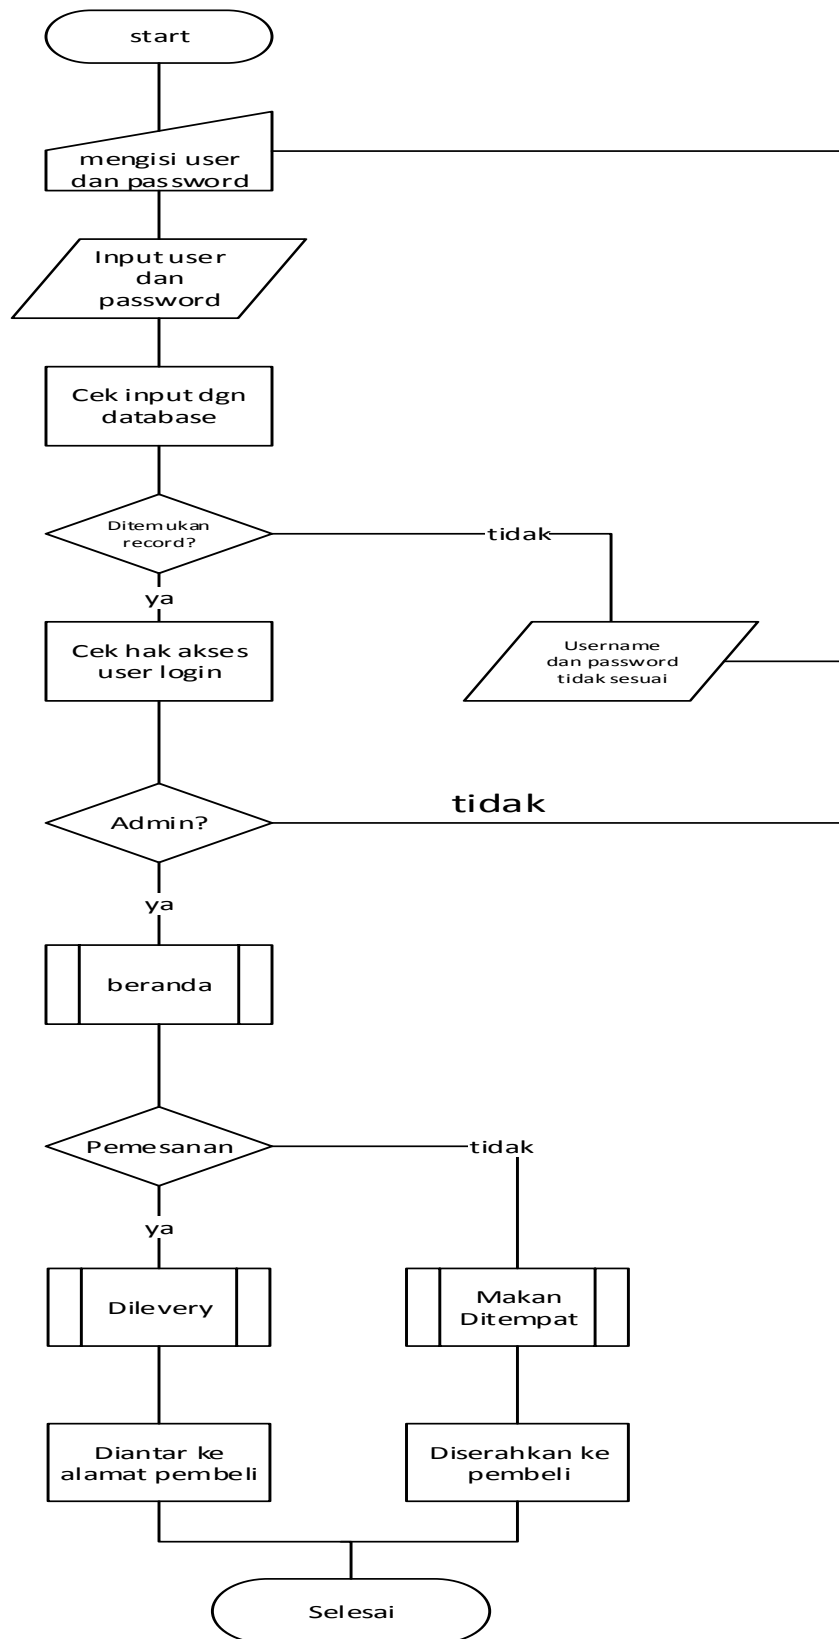 start
mengisi user
dan password
Input user
dan
password
Cek input dgn
database
Ditemukan
record?
tidak
ya
Cek hak akses
user login
Username
dan password
tidak sesuai
tidak
Admin?
ya
beranda
Pemesanan
tidak
ya
Dilevery
Makan
Ditempat
Diantar ke
alamat pembeli
Diserahkan ke
pembeli
Selesai